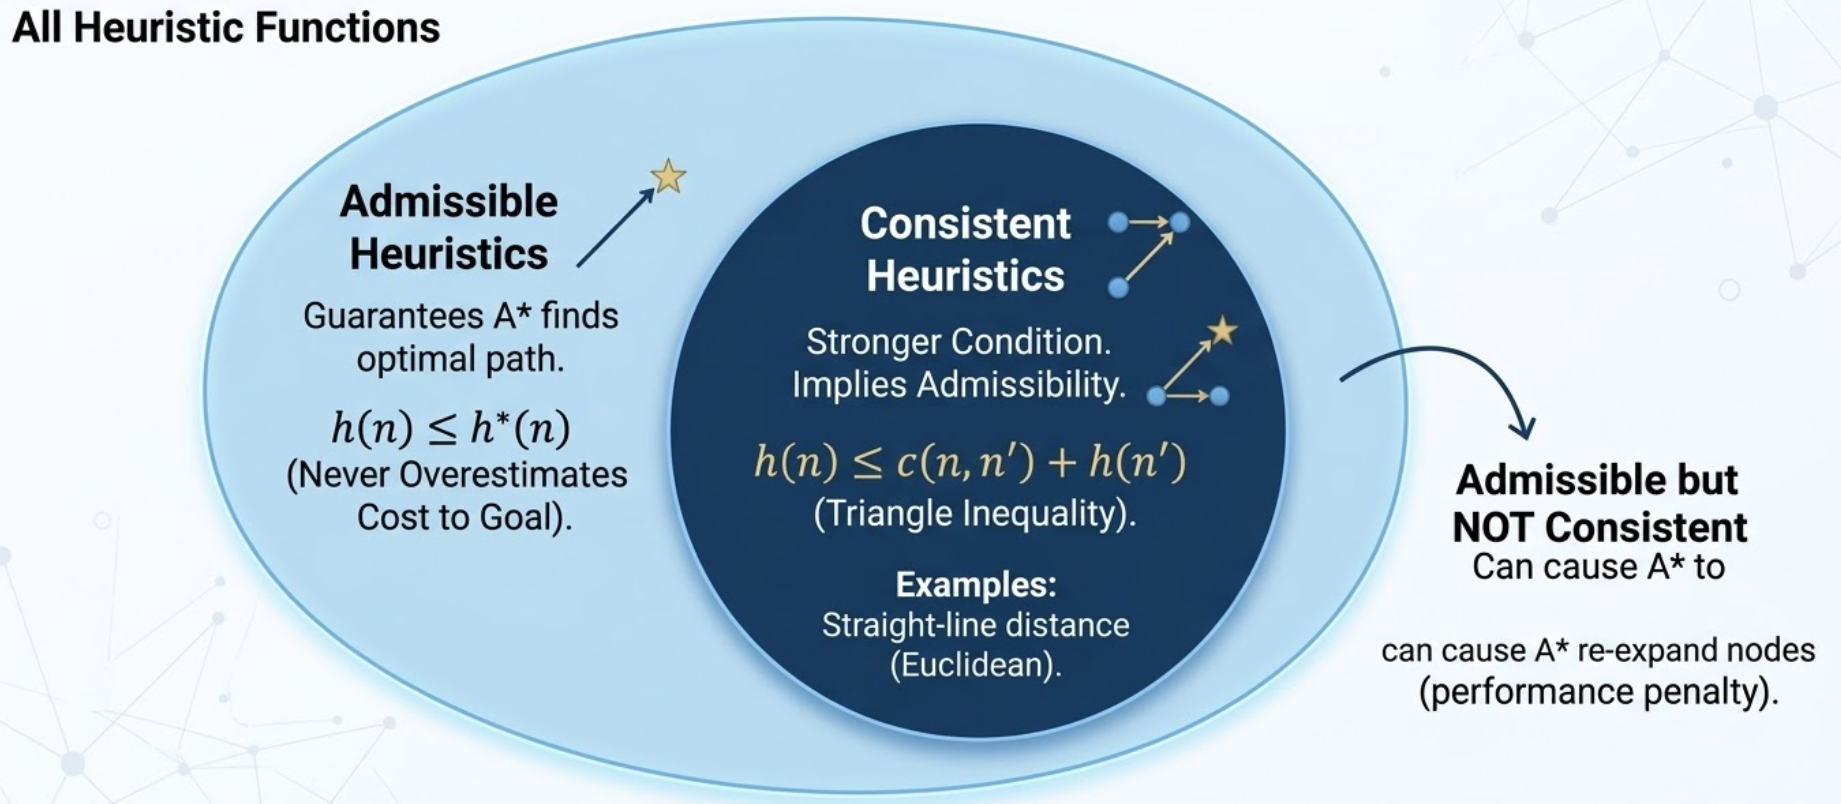 All Heuristic Functions
Admissible
Heuristics
Guarantees A* finds
optimal path.
h(n) ≤ h*(n)
(Never Overestimates
Cost to Goal).
Consistent
Heuristics
Stronger Condition.
Implies Admissibility.
h(n) ≤ c(n, n′) + h(n′)
(Triangle Inequality).
Examples:
Straight-line distance
(Euclidean).
Admissible but
NOT Consistent
Can cause A* to
can cause A* re-expand nodes
(performance penalty).